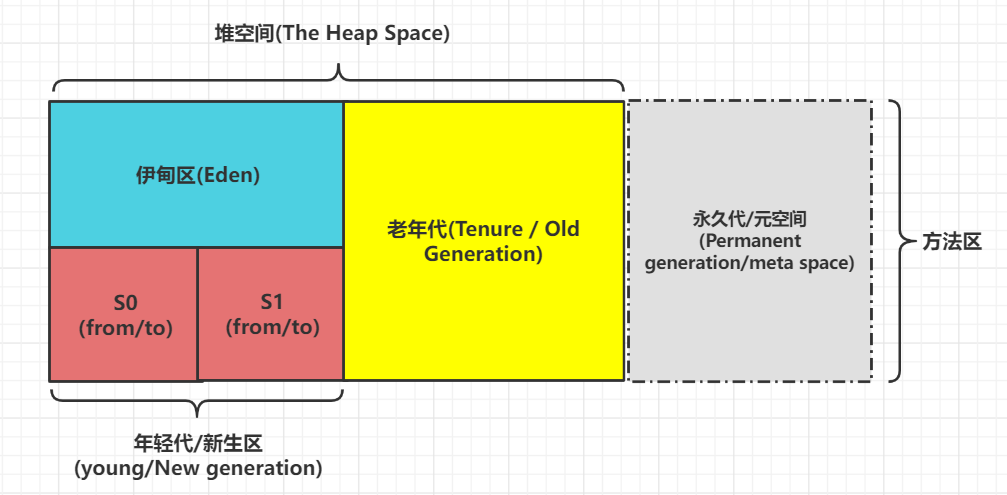 堆空间(The Heap Space)
伊甸区(Eden)
老年代(Tenure / Old
Generation)
永久代/元空间
(Permanent
generation/meta space)
方法区
S0
(from/to)
S1
(from/to)
年轻代/新生区
(young/New generation)